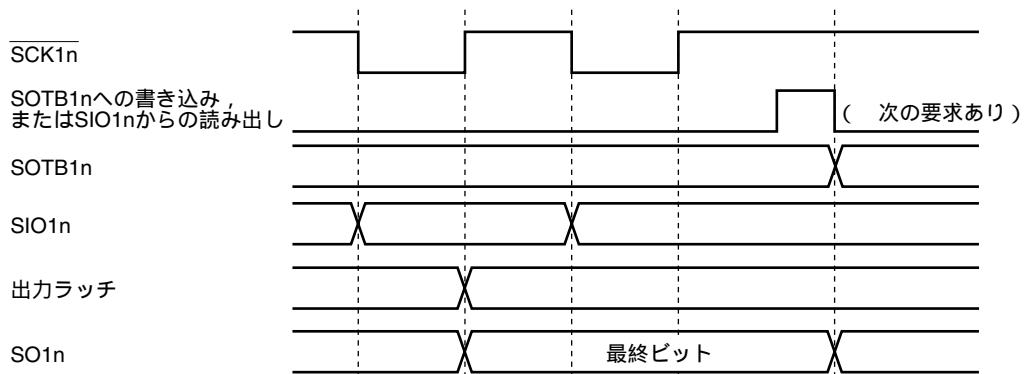 SCK1n
SOTB1nへの書き込み，
またはSIO1nからの読み出し
(　次の要求あり)
SOTB1n
SIO1n
出力ラッチ
SO1n
最終ビット